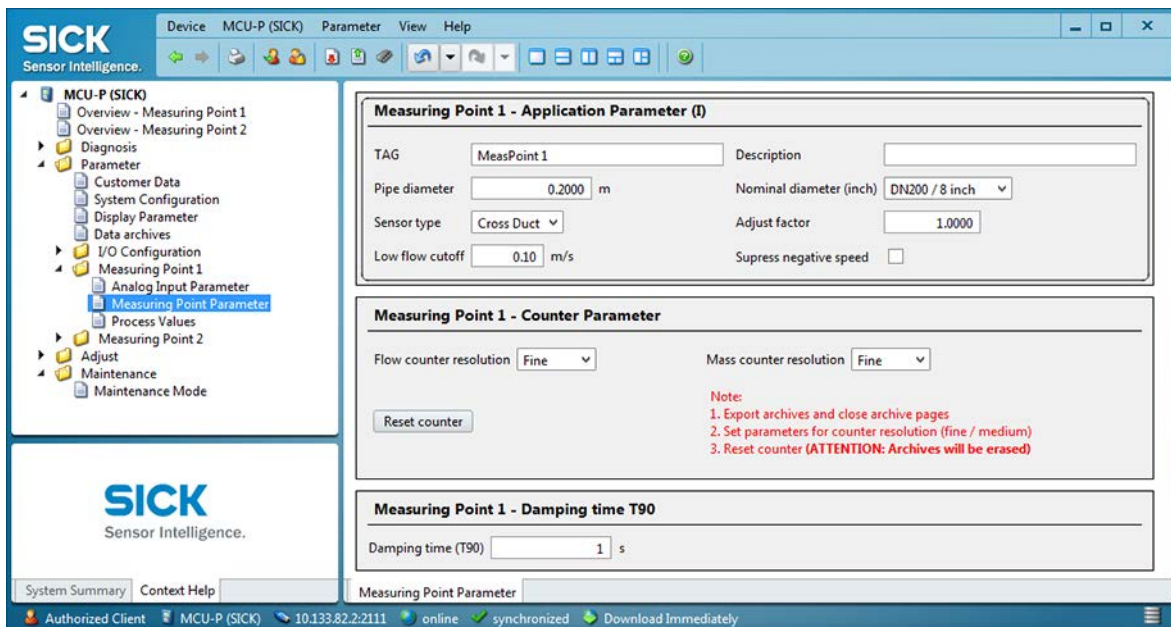 SICK
Sensor Intelligence.
Device MCU-P (SICK) Parameter View Help
MCU-P (SICK)
Overview - Measuring Point 1
Overview - Measuring Point 2
Diagnosis
Parameter
Customer Data
System Configuration
Display Parameter
Data archives
I/O Configuration
Measuring Point 1
Analog Input Parameter
Measuring Point Parameter
Process Values
Measuring Point 2
Adjust
Maintenance
Maintenance Mode
SICK
Sensor Intelligence.
System Summary Context Help
Measuring Point 1 - Application Parameter (I)
TAG MeasPoint 1 Description
Pipe diameter 0.2000 m Nominal diameter (inch) DN200 / 8 inch
Sensor type Cross Duct Adjust factor 1.0000
Low flow cutoff 0.10 m/s Supress negative speed
Measuring Point 1 - Counter Parameter
Flow counter resolution Fine Mass counter resolution Fine
Reset counter
Note:
1. Export archives and close archive pages
2. Set parameters for counter resolution (fine / medium)
3. Reset counter (ATTENTION: Archives will be erased)
Measuring Point 1 - Damping time T90
Damping time (T90) 1 s
Measuring Point Parameter
Authorized Client MCU-P (SICK) 10.133.82.2:2111 online synchronized Download Immediately